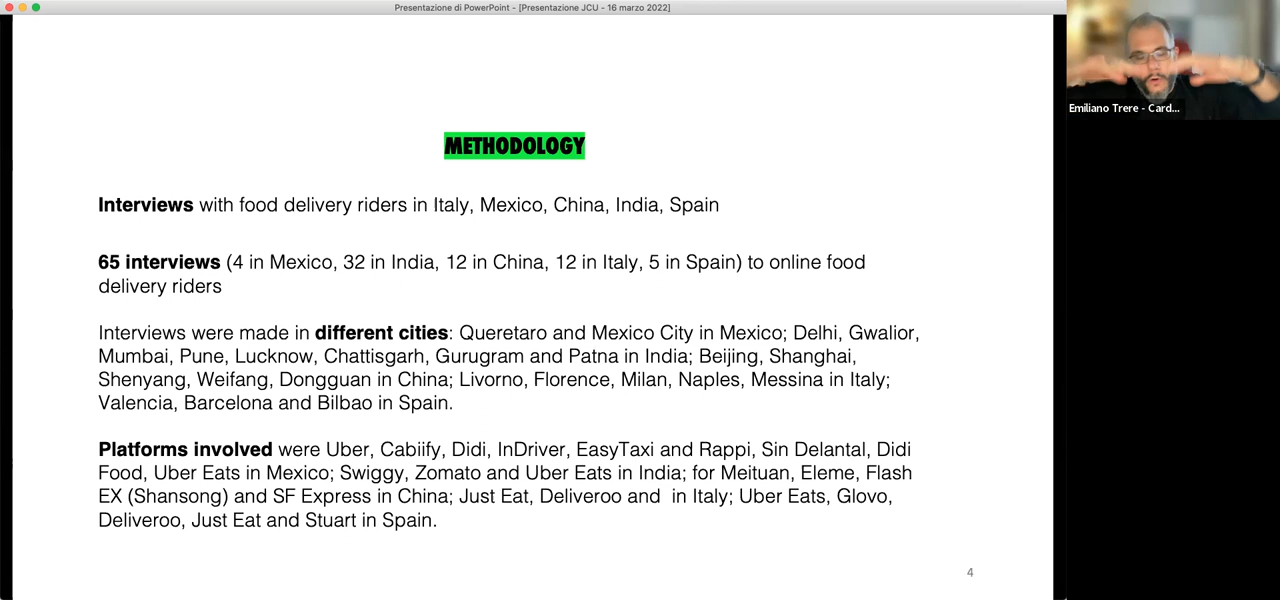 Presentazione di PowerPoint - [Presentazione JCU - 16 marzo 2022]
Emiliano Trere - Card...
METHODOLOGY
Interviews with food delivery riders in Italy, Mexico, China, India, Spain
65 interviews (4 in Mexico, 32 in India, 12 in China, 12 in Italy, 5 in Spain) to online food
delivery riders
Interviews were made in different cities: Queretaro and Mexico City in Mexico; Delhi, Gwalior,
Mumbai, Pune, Lucknow, Chattisgarh, Gurugram and Patna in India; Beijing, Shanghai,
Shenyang, Weifang, Dongguan in China; Livorno, Florence, Milan, Naples, Messina in Italy;
Valencia, Barcelona and Bilbao in Spain.
Platforms involved were Uber, Cabiify, Didi, InDriver, EasyTaxi and Rappi, Sin Delantal, Didi
Food, Uber Eats in Mexico; Swiggy, Zomato and Uber Eats in India; for Meituan, Eleme, Flash
EX (Shansong) and SF Express in China; Just Eat, Deliveroo and  in Italy; Uber Eats, Glovo,
Deliveroo, Just Eat and Stuart in Spain.
4